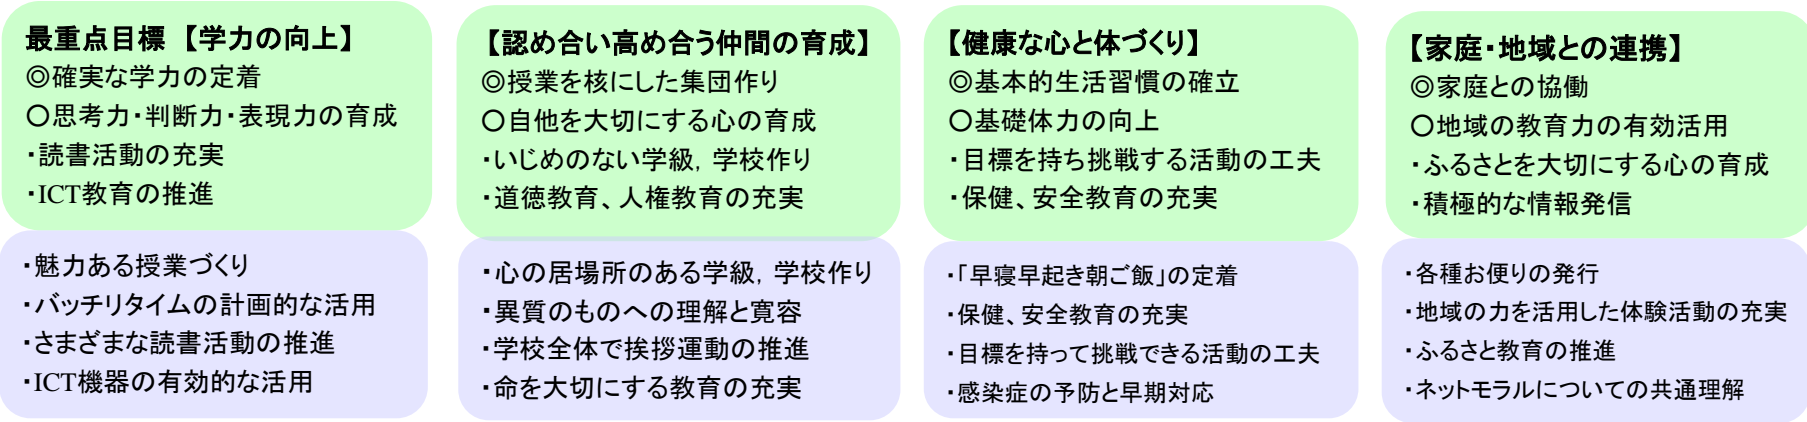 最重点目標【学力の向上】
◎確実な学力の定着
○思考力・判断力・表現力の育成
・読書活動の充実
・ICT教育の推進
・魅力ある授業づくり
・バッチリタイムの計画的な活用
・さまざまな読書活動の推進
・ICT機器の有効的な活用
【認め合い高め合う仲間の育成】
◎授業を核にした集団作り
○自他を大切にする心の育成
・いじめのない学級，学校作り
・道徳教育、人権教育の充実
・心の居場所のある学級，学校作り
・異質のものへの理解と寛容
・学校全体で挨拶運動の推進
・命を大切にする教育の充実
【健康な心と体づくり】
◎基本的生活習慣の確立
○基礎体力の向上
・目標を持ち挑戦する活動の工夫
・保健、安全教育の充実
・「早寝早起き朝ご飯」の定着
・保健、安全教育の充実
・目標を持って挑戦できる活動の工夫
・感染症の予防と早期対応
【家庭・地域との連携】
◎家庭との協働
○地域の教育力の有効活用
・ふるさとを大切にする心の育成
・積極的な情報発信
・各種お便りの発行
・地域の力を活用した体験活動の充実
・ふるさと教育の推進
・ネットモラルについての共通理解